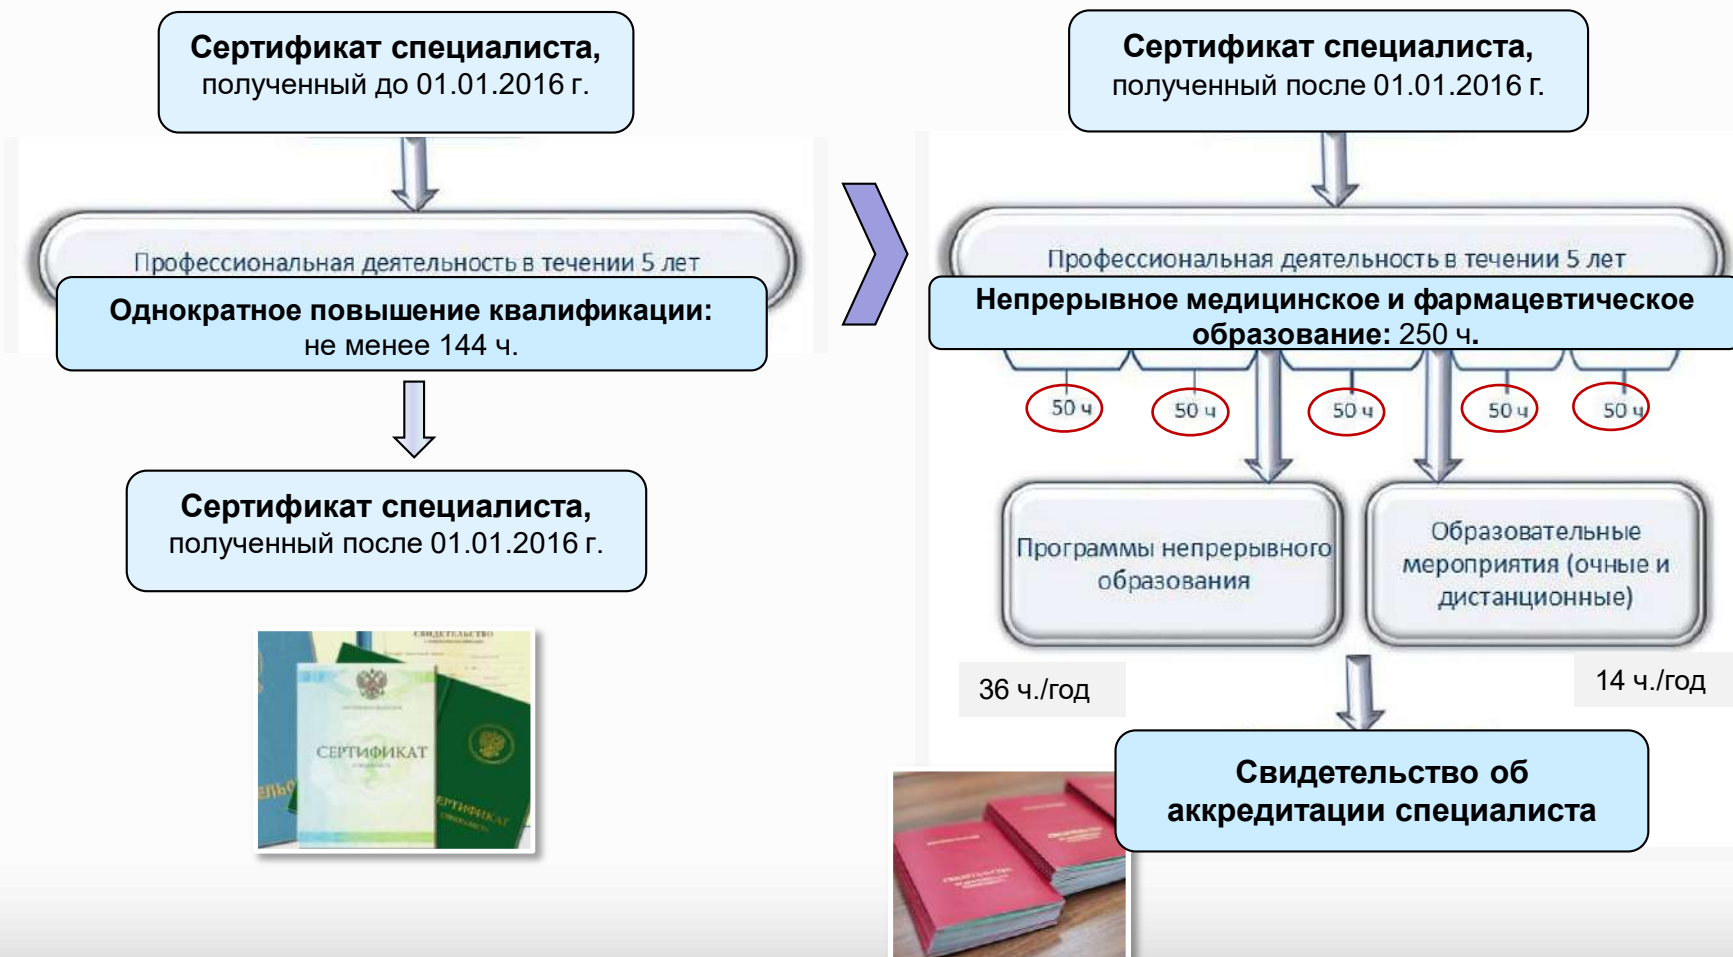 Сертификат специалиста,
полученный до 01.01.2016 г.
Профессиональная деятельность в течении 5 лет
Однократное повышение квалификации:
не менее 144 ч.
Сертификат специалиста,
полученный после 01.01.2016 г.
СВИДЕТЕЛЬСТВО
СЕРТИФИКАТ
СЕРТИФИКАТ
Сертификат специалиста,
полученный после 01.01.2016 г.
Профессиональная деятельность в течении 5 лет
Непрерывное медицинское и фармацевтическое
образование: 250 ч.
50 ч
50 ч
50 ч
50 ч
50 ч
Программы непрерывного
образования
Образовательные
мероприятия (очные и
дистанционные)
36 ч./год
14 ч./год
Свидетельство об
аккредитации специалиста